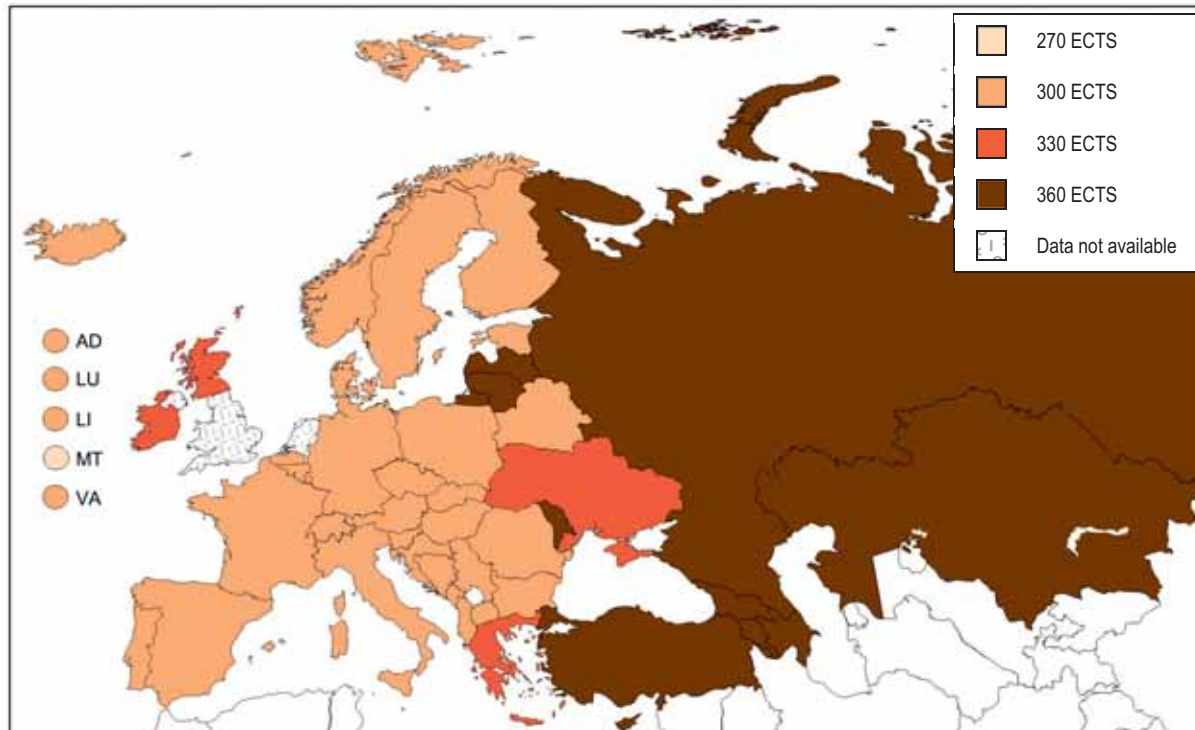 270 ECTS
300 ECTS
330 ECTS
360 ECTS
Data not available
AD
LU
LI
MT
VA